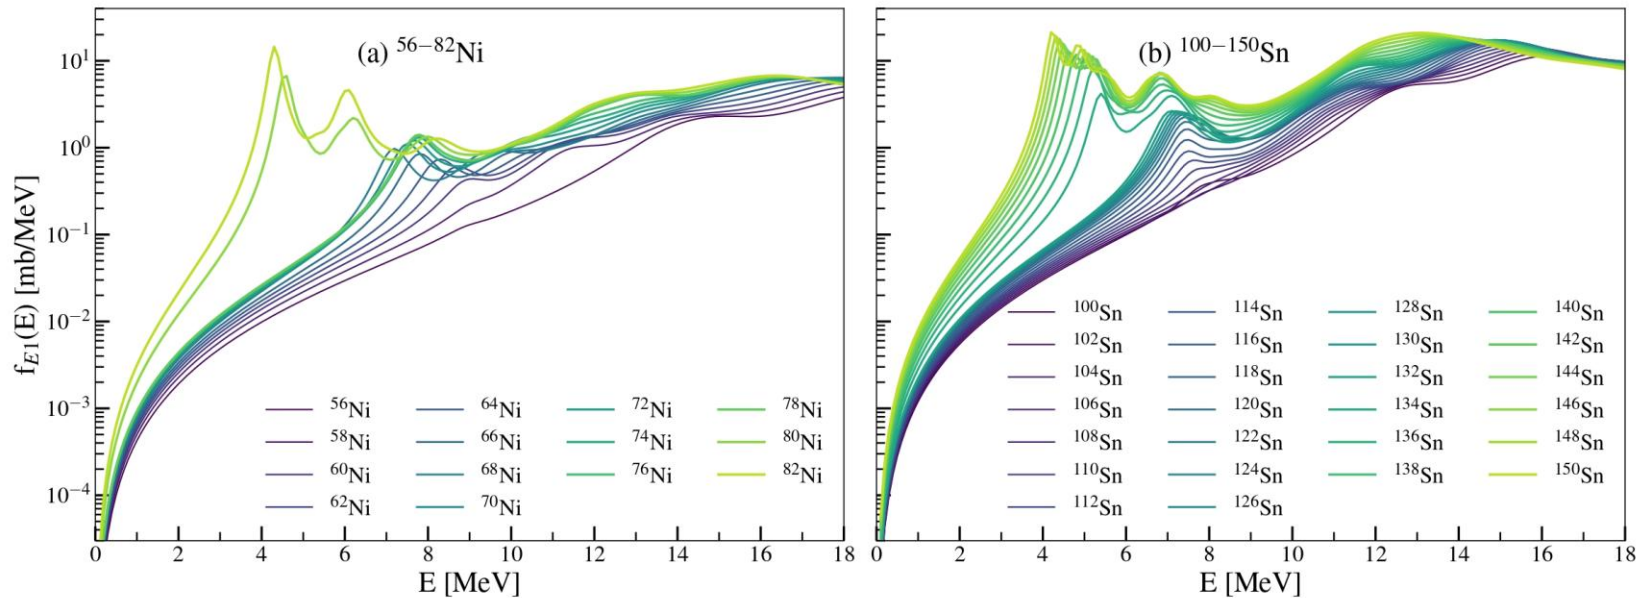 (a) ⁵⁶⁻⁸²Ni
(b) ¹⁰⁰⁻¹⁵⁰Sn
f_E1(E) [mb/MeV]
10¹
10⁰
10⁻¹
10⁻²
10⁻³
10⁻⁴
⁵⁶Ni ⁶⁴Ni ⁷²Ni ⁷⁸Ni
⁵⁸Ni ⁶⁶Ni ⁷⁴Ni ⁸⁰Ni
⁶⁰Ni ⁶⁸Ni ⁷⁶Ni ⁸²Ni
⁶²Ni ⁷⁰Ni
0 2 4 6 8 10 12 14 16 18
E [MeV]
¹⁰⁰Sn ¹¹⁴Sn ¹²⁸Sn ¹⁴⁰Sn
¹⁰²Sn ¹¹⁶Sn ¹³⁰Sn ¹⁴²Sn
¹⁰⁴Sn ¹¹⁸Sn ¹³²Sn ¹⁴⁴Sn
¹⁰⁶Sn ¹²⁰Sn ¹³⁴Sn ¹⁴⁶Sn
¹⁰⁸Sn ¹²²Sn ¹³⁶Sn ¹⁴⁸Sn
¹¹⁰Sn ¹²⁴Sn ¹³⁸Sn ¹⁵⁰Sn
¹¹²Sn ¹²⁶Sn
0 2 4 6 8 10 12 14 16 18
E [MeV]